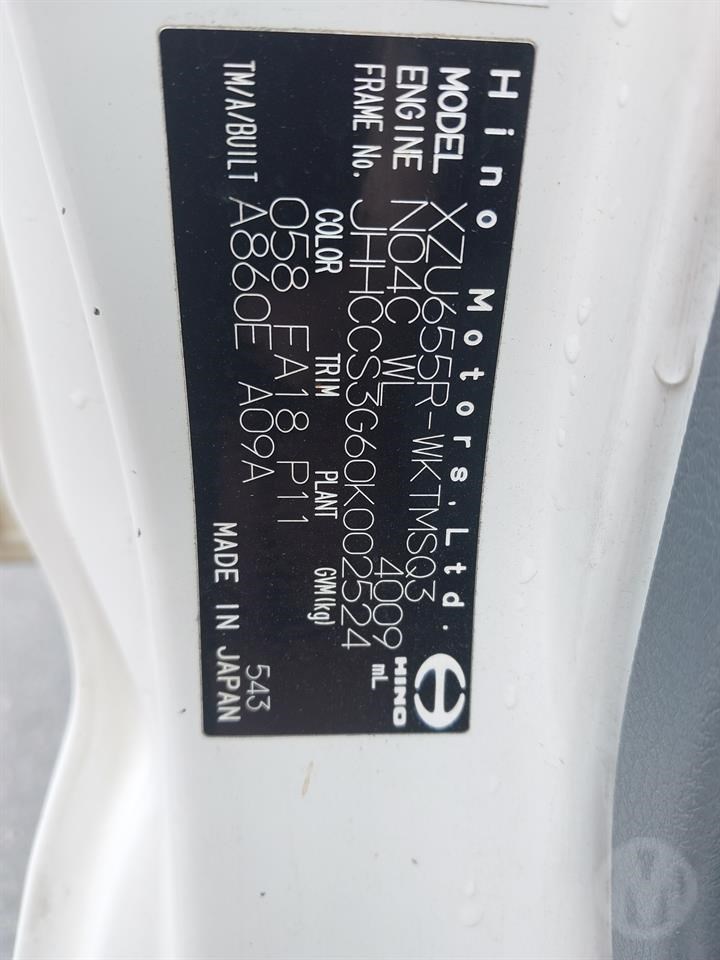 Hino Motors, Ltd.
HINO
MODEL XZU655R-WKTMSQ3
ENGINE N04C WL 4009 mL
FRAME No. JHHCCS3G60K002524
COLOR TRIM PLANT GVM(kg)
058 EA18 P11
TM/A/BUILT A860E A09A 543
MADE IN JAPAN
M